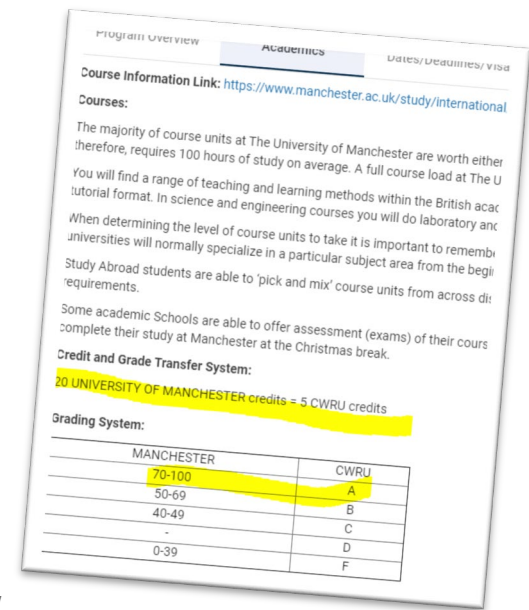 Program Overview
Academics
Dates/Deadlines/Visa
Course Information Link: https://www.manchester.ac.uk/study/international
Courses:
The majority of course units at The University of Manchester are worth either
therefore, requires 100 hours of study on average. A full course load at The U
You will find a range of teaching and learning methods within the British acad
tutorial format. In science and engineering courses you will do laboratory and
When determining the level of course units to take it is important to remembe
universities will normally specialize in a particular subject area from the begi
Study Abroad students are able to 'pick and mix' course units from across dis
requirements.
Some academic Schools are able to offer assessment (exams) of their cours
complete their study at Manchester at the Christmas break.
Credit and Grade Transfer System:
20 UNIVERSITY OF MANCHESTER credits = 5 CWRU credits
Grading System:
MANCHESTER CWRU
70-100 A
50-69 B
40-49 C
- D
0-39 F